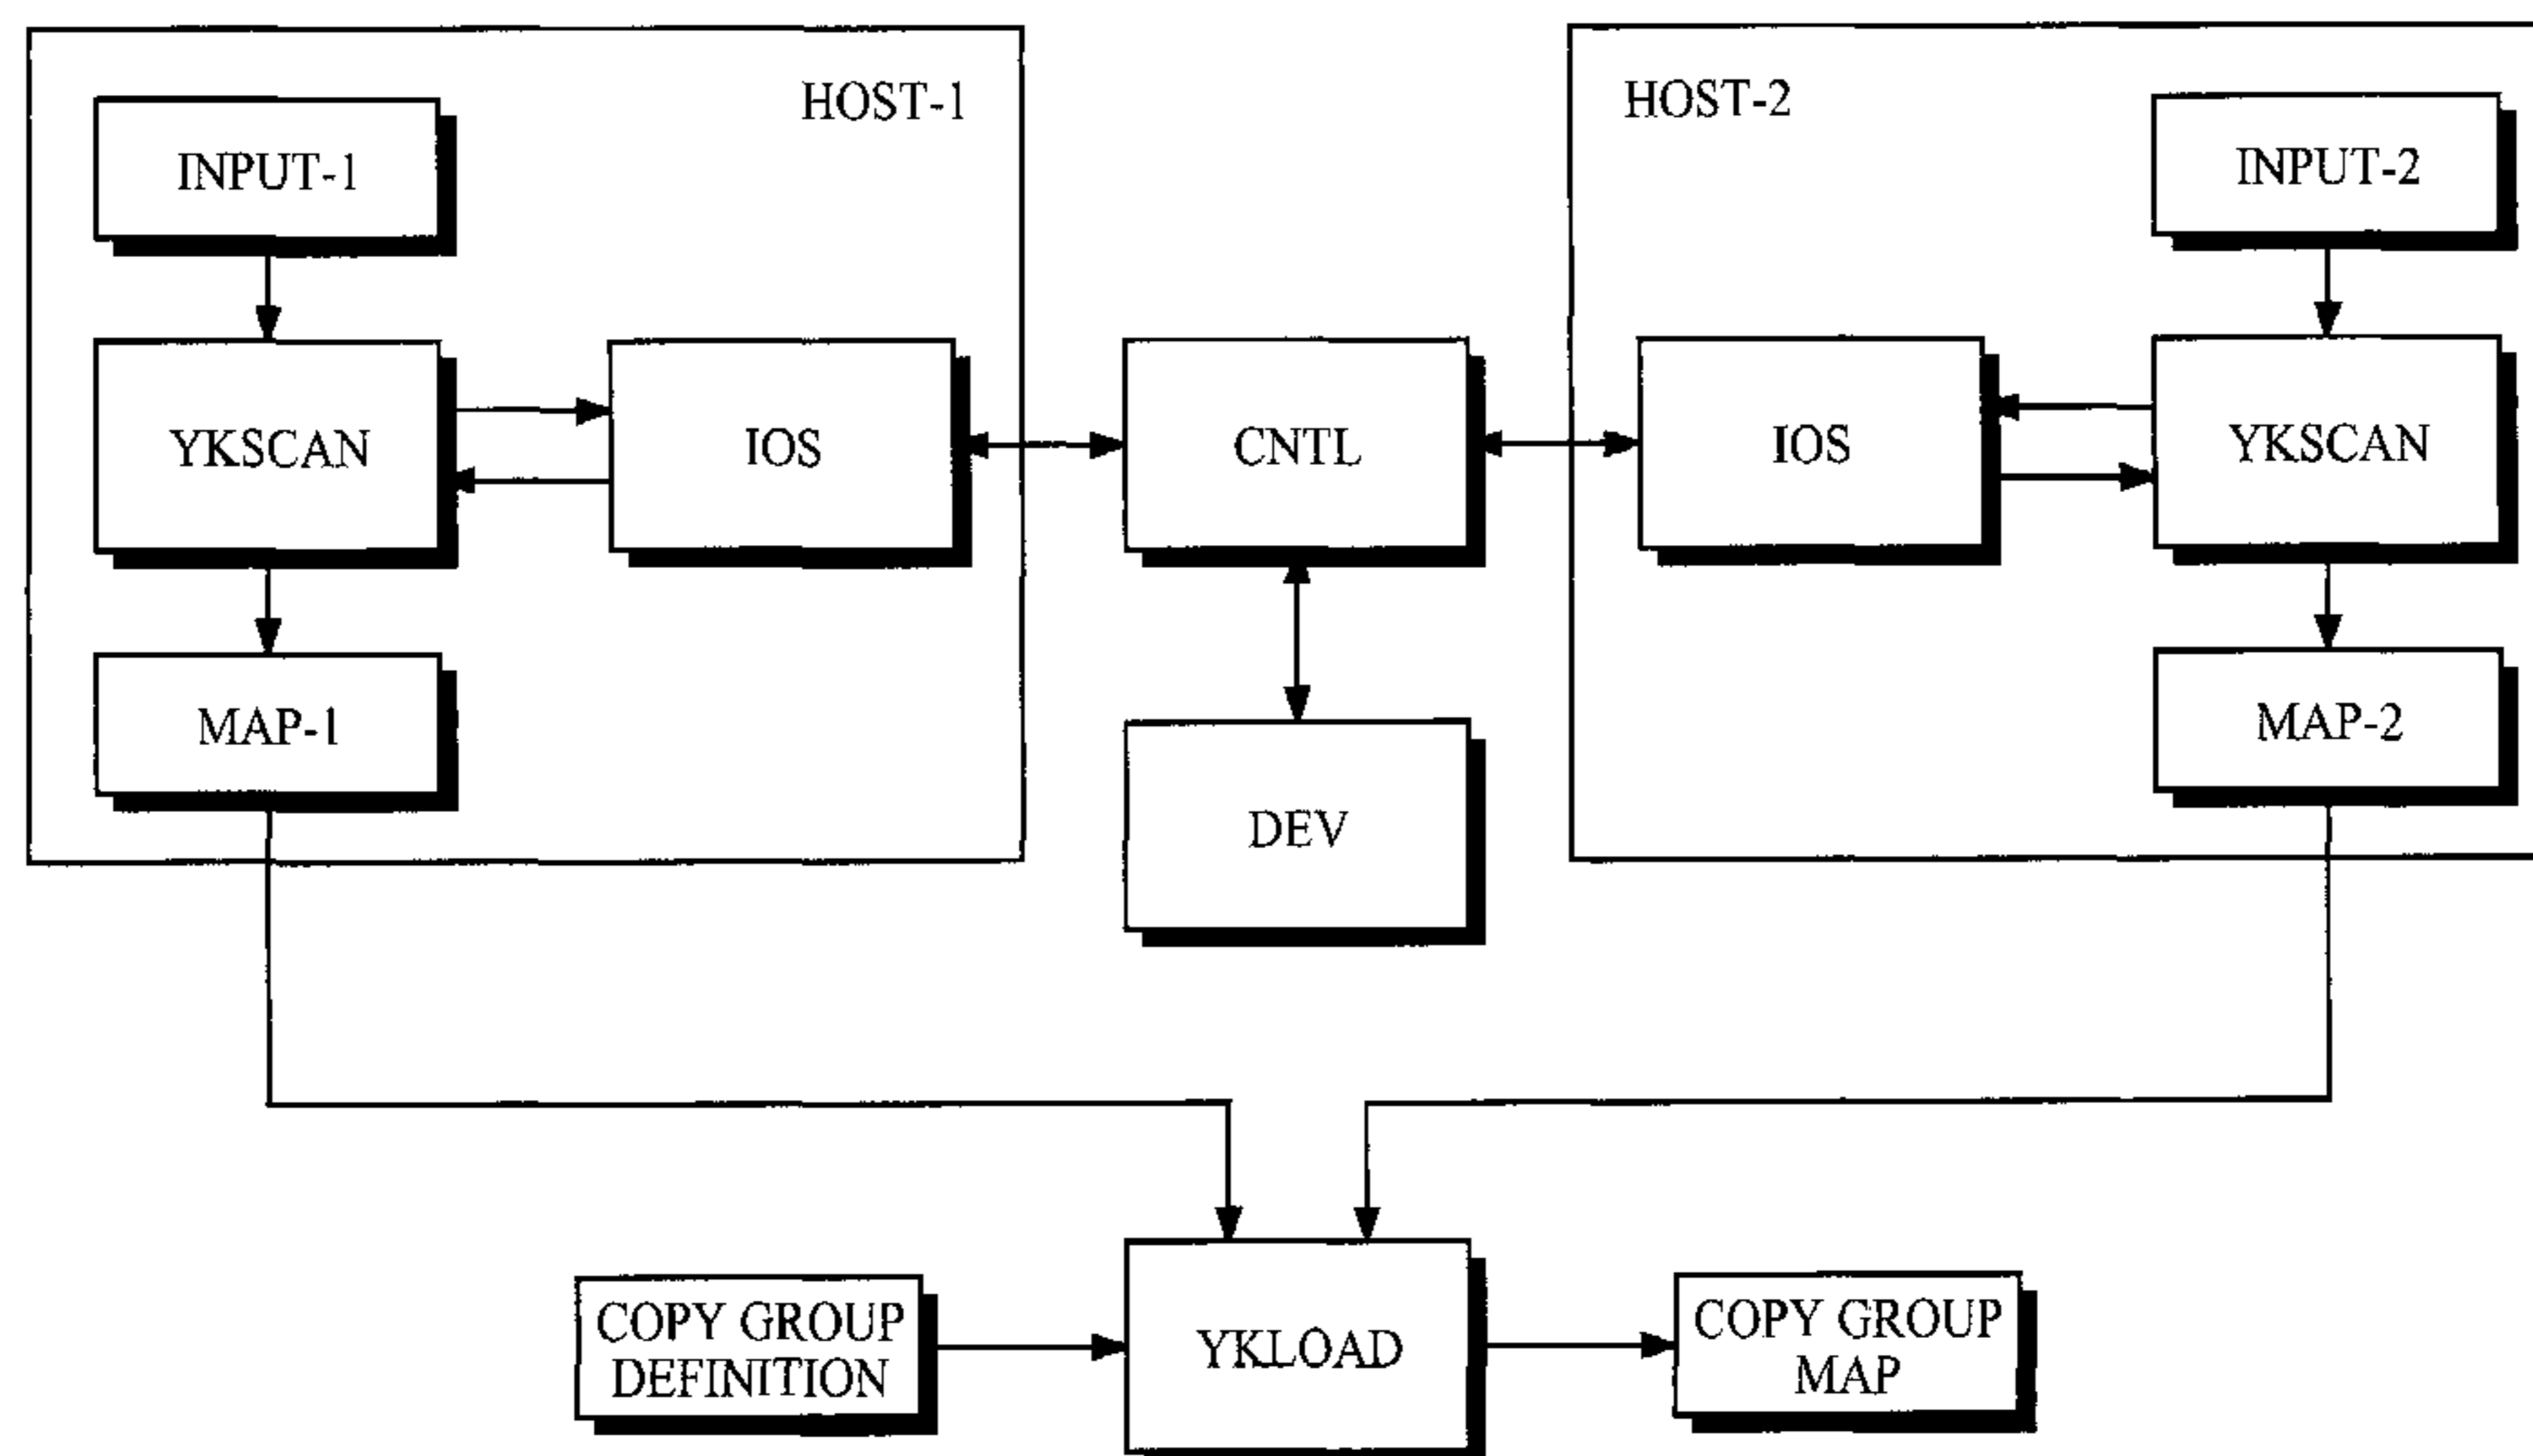 HOST-1
HOST-2
INPUT-1
INPUT-2
YKSCAN
IOS
CNTL
IOS
YKSCAN
MAP-1
MAP-2
DEV
COPY GROUP
DEFINITION
YKLOAD
COPY GROUP
MAP